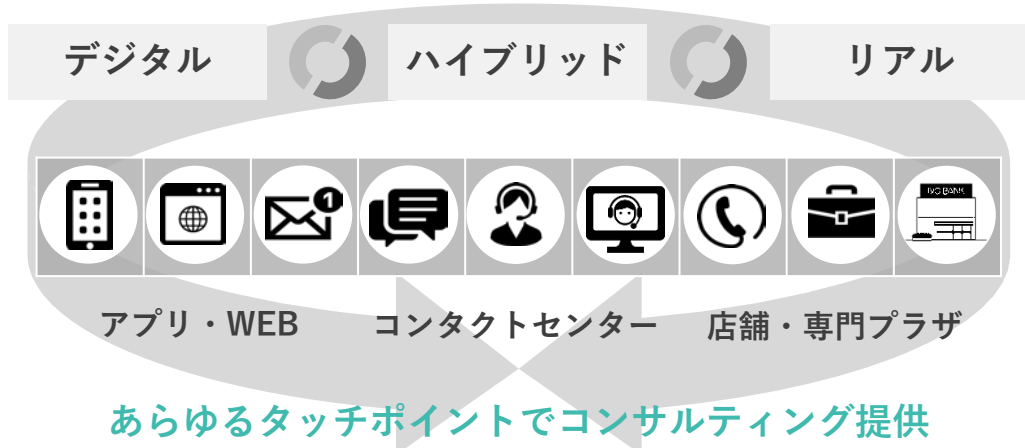 デジタル
ハイブリッド
リアル
1
アプリ・WEB
コンタクトセンター
店舗・専門プラザ
あらゆるタッチポイントでコンサルティング提供